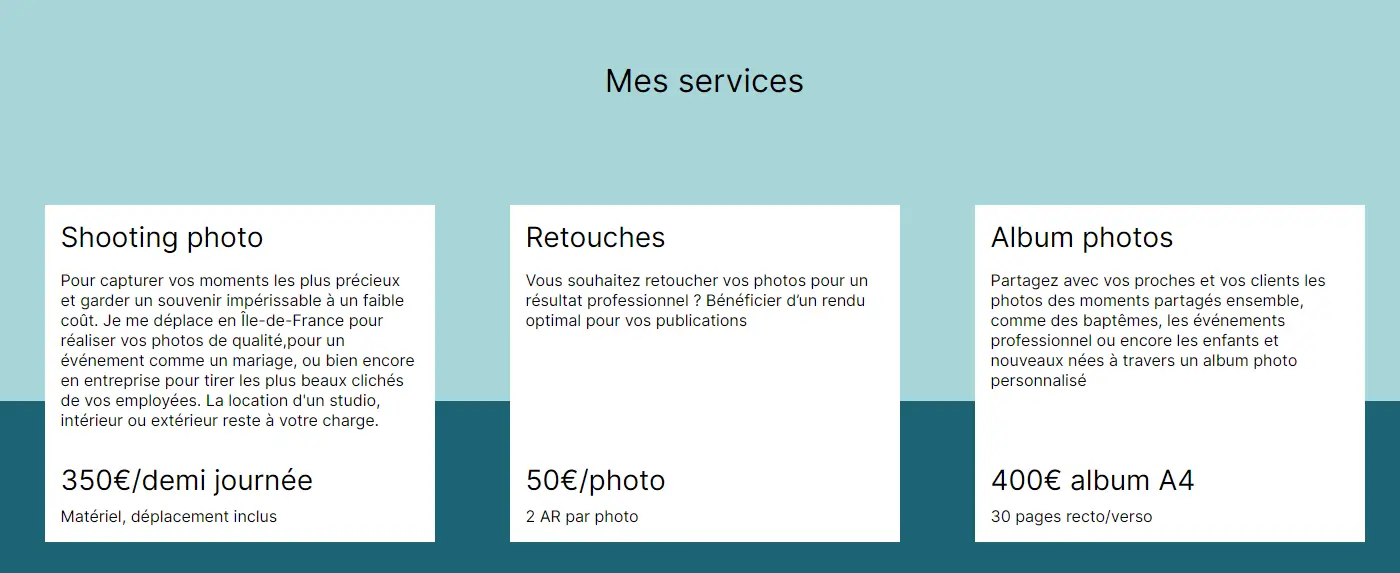 Mes services
Shooting photo
Pour capturer vos moments les plus précieux
et garder un souvenir impérissable à un faible
coût. Je me déplace en Île-de-France pour
réaliser vos photos de qualité,pour un
événement comme un mariage, ou bien encore
en entreprise pour tirer les plus beaux clichés
de vos employées. La location d'un studio,
intérieur ou extérieur reste à votre charge.
350€/demi journée
Matériel, déplacement inclus
Retouches
Vous souhaitez retoucher vos photos pour un
résultat professionnel ? Bénéficier d’un rendu
optimal pour vos publications
50€/photo
2 AR par photo
Album photos
Partagez avec vos proches et vos clients les
photos des moments partagés ensemble,
comme des baptêmes, les événements
professionnel ou encore les enfants et
nouveaux nées à travers un album photo
personnalisé
400€ album A4
30 pages recto/verso